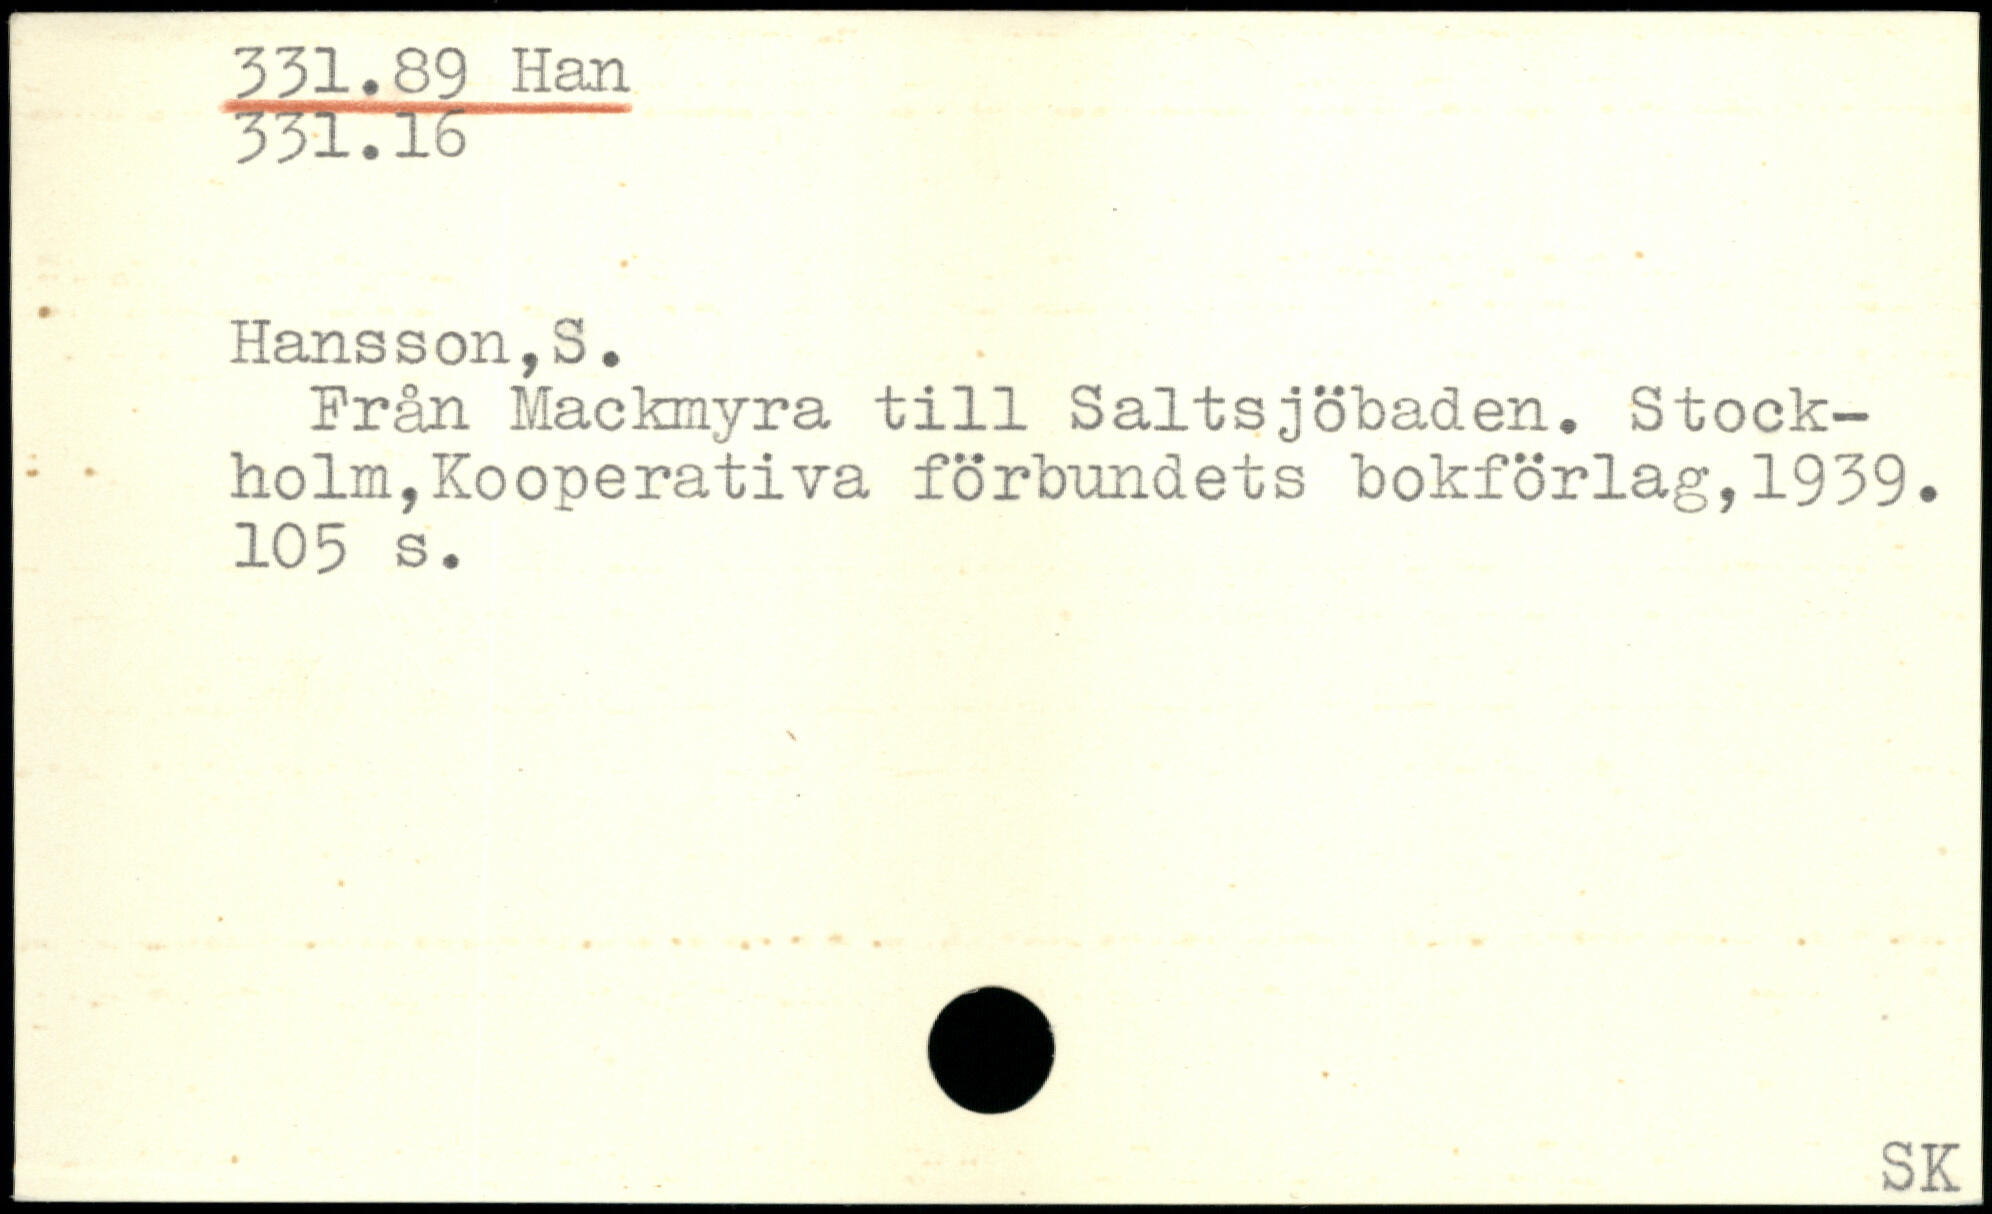 331.89 Han
331.16
Hansson,S.
Från Mackmyra till Saltsjöbaden. Stock-
holm,Kooperativa förbundets bokförlag,1939.
105 s.
SK